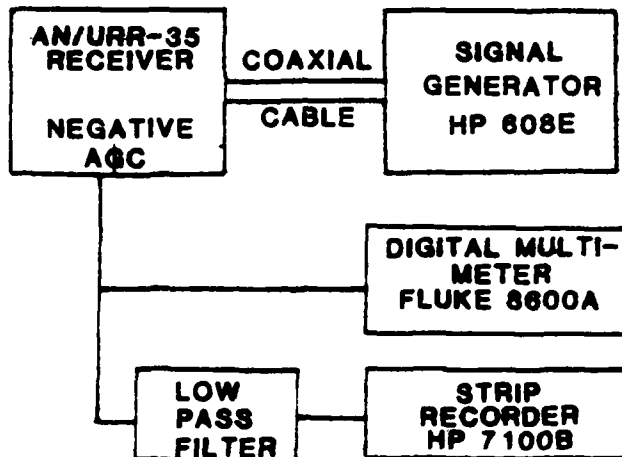 AN/URR-35
RECEIVER
NEGATIVE
AGC
COAXIAL
CABLE
SIGNAL
GENERATOR
HP 608E
DIGITAL MULTI-
METER
FLUKE 8600A
LOW
PASS
FILTER
STRIP
RECORDER
HP 7100B